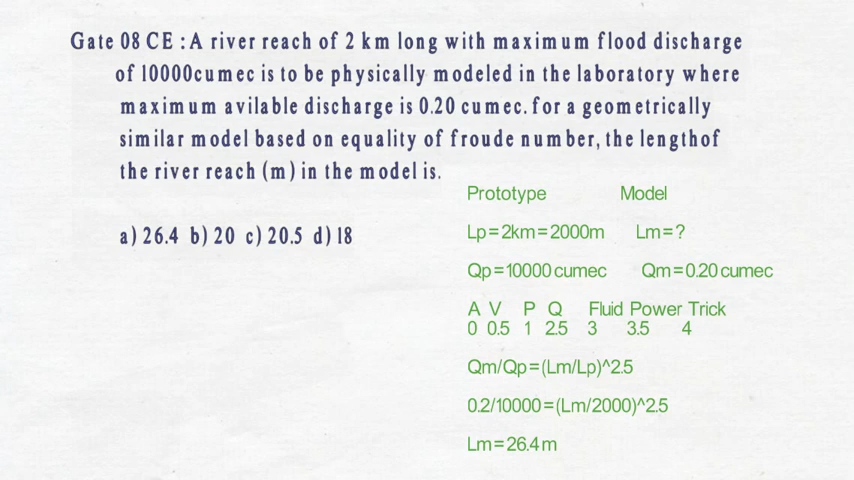 Gate 08 CE : A river reach of 2 km long with maximum flood discharge
of 10000cumec is to be physically modeled in the laboratory where
maximum avilable discharge is 0.20 cumec. for a geometrically
similar model based on equality of froude number, the lengthof
the river reach (m) in the model is.
Prototype Model
a) 26.4 b) 20 c) 20.5 d) 18
Lp=2km=2000m Lm=?
Qp=10000 cumec Qm=0.20 cumec
A V P Q Fluid Power Trick
0 0.5 1 2.5 3 3.5 4
Qm/Qp=(Lm/Lp)^2.5
0.2/10000=(Lm/2000)^2.5
Lm=26.4m